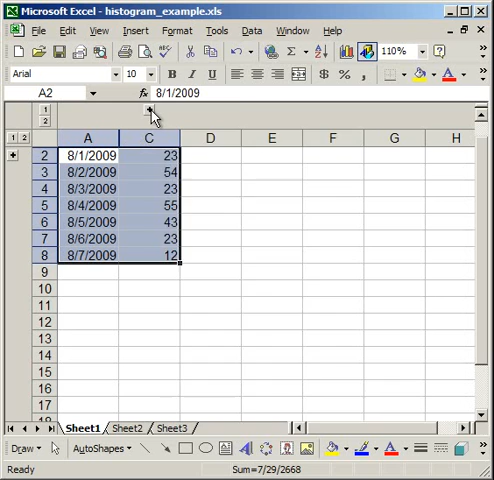 Microsoft Excel - histogram_example.xls
File Edit View Insert Format Tools Data Window Help
Σ 110%
Arial 10 B I U $ % ,
A2 fx 8/1/2009
1
2
1 2 A C D E F G H
2 8/1/2009 23
3 8/2/2009 54
4 8/3/2009 23
5 8/4/2009 55
6 8/5/2009 43
7 8/6/2009 23
8 8/7/2009 12
9
10
11
12
13
14
15
16
17
18
Sheet1 Sheet2 Sheet3
Draw AutoShapes A A
Ready Sum=7/29/2668